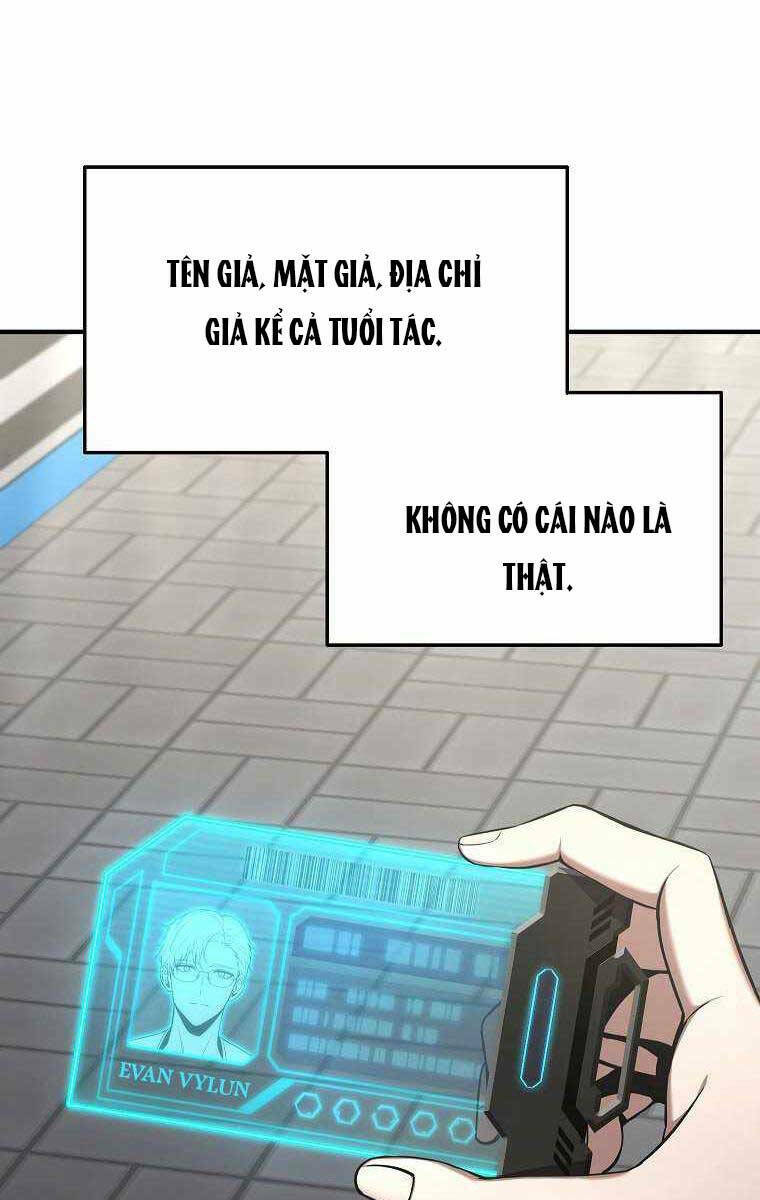 TÊN GIẢ, MẶT GIẢ, ĐỊA CHỈ
GIẢ KỂ CẢ TUỔI TÁC.
KHÔNG CÓ CÁI NÀO LÀ
THẬT.
EVAN VYLUN